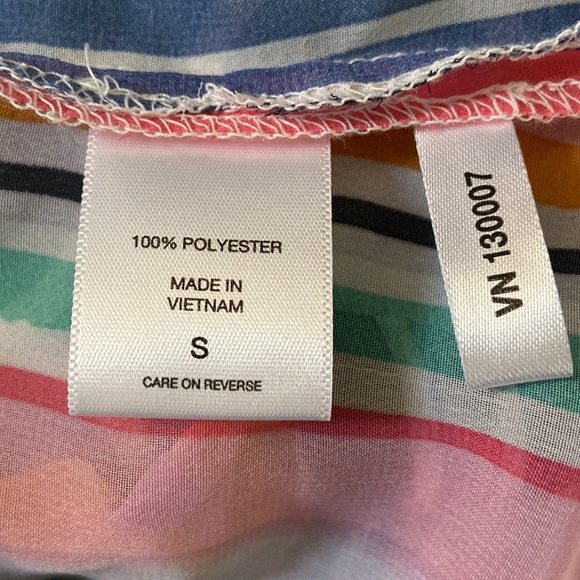 100% POLYESTER
MADE IN
VIETNAM
S
CARE ON REVERSE
VN 130007